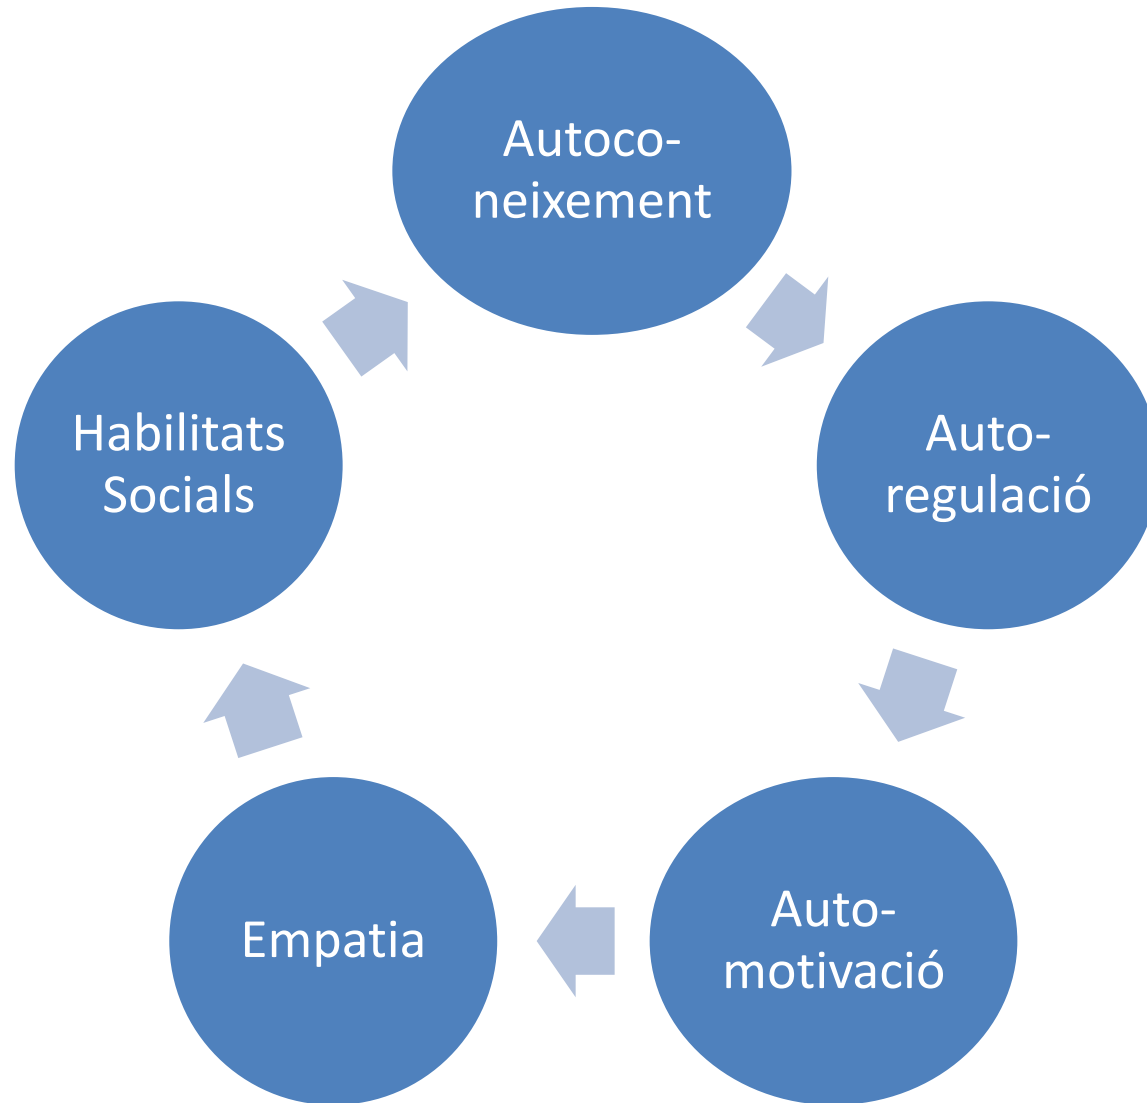 Autoco-
neixement
Auto-
regulació
Auto-
motivació
Empatia
Habilitats
Socials